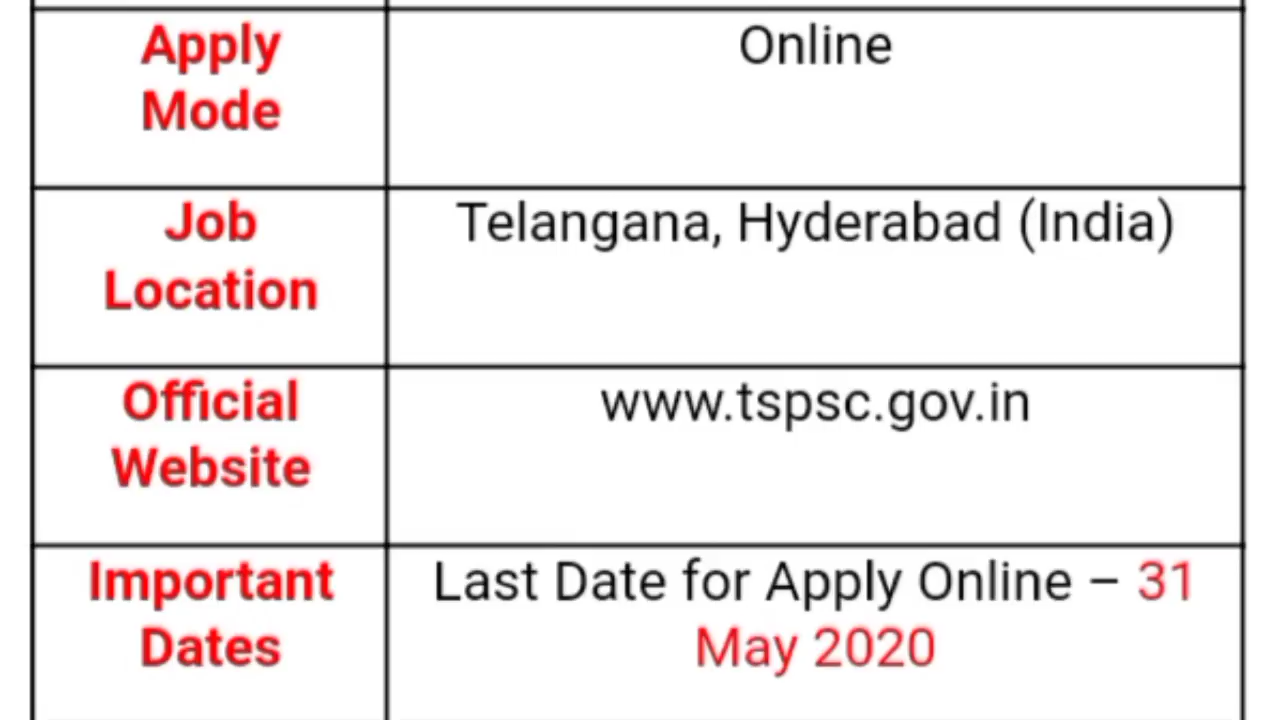 Apply
Mode
Online
Job
Location
Telangana, Hyderabad (India)
Official
Website
www.tspsc.gov.in
Important
Dates
Last Date for Apply Online – 31
May 2020